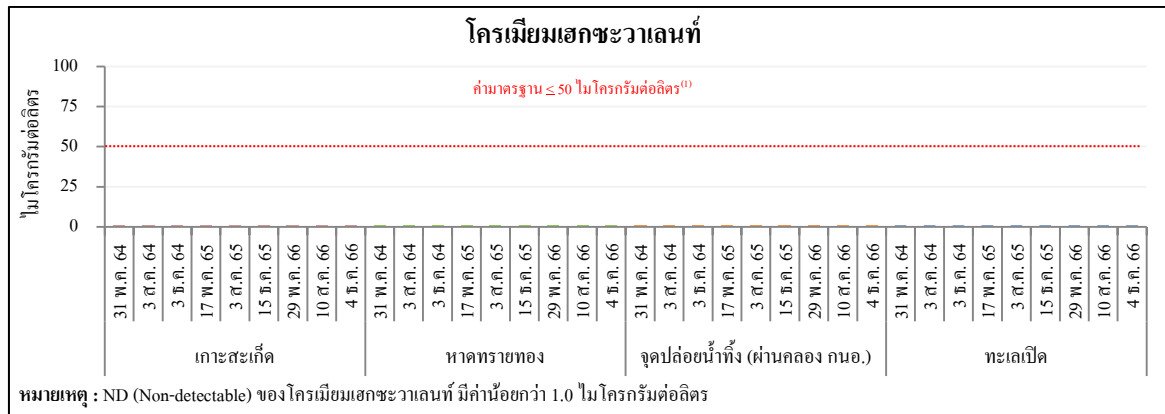 โครเมียมเฮกซะวาเลนท์
ค่ามาตรฐาน ≤ 50 ไมโครกรัมต่อลิตร(1)
ไมโครกรัมต่อลิตร
100
75
50
25
0
31 พ.ค. 64
3 ส.ค. 64
3 ธ.ค. 64
17 พ.ค. 65
3 ส.ค. 65
15 ธ.ค. 65
29 พ.ค. 66
10 ส.ค. 66
4 ธ.ค. 66
31 พ.ค. 64
3 ส.ค. 64
3 ธ.ค. 64
17 พ.ค. 65
3 ส.ค. 65
15 ธ.ค. 65
29 พ.ค. 66
10 ส.ค. 66
4 ธ.ค. 66
31 พ.ค. 64
3 ส.ค. 64
3 ธ.ค. 64
17 พ.ค. 65
3 ส.ค. 65
15 ธ.ค. 65
29 พ.ค. 66
10 ส.ค. 66
4 ธ.ค. 66
31 พ.ค. 64
3 ส.ค. 64
3 ธ.ค. 64
17 พ.ค. 65
3 ส.ค. 65
15 ธ.ค. 65
29 พ.ค. 66
10 ส.ค. 66
4 ธ.ค. 66
เกาะสะเก็ด
หาดทรายทอง
จุดปล่อยน้ำทิ้ง (ผ่านคลอง กนอ.)
ทะเลเปิด
หมายเหตุ : ND (Non-detectable) ของโครเมียมเฮกซะวาเลนท์ มีค่าน้อยกว่า 1.0 ไมโครกรัมต่อลิตร